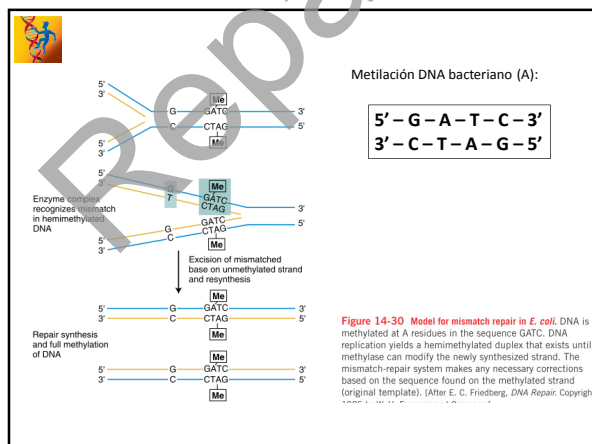 Repa
Metilación DNA bacteriano (A):
5’ – G – A – T – C – 3’
3’ – C – T – A – G – 5’
Me
5' G GATC 3'
3'
C CTAG 5'
5'
3' Me
Me
G GATC
T CTAG 3'
5'
Enzyme complex
recognizes mismatch
in hemimethylated
DNA
G GATC 3'
5' C CTAG 5'
3' Me
Excision of mismatched
base on unmethylated strand
and resynthesis
Me
5' G GATC 3'
3' C CTAG 5'
Me
Repair synthesis
and full methylation
of DNA
Me
5' G GATC 3'
3' C CTAG 5'
Me
Figure 14-30 Model for mismatch repair in E. coli. DNA is
methylated at A residues in the sequence GATC. DNA
replication yields a hemimethylated duplex that exists until
methylase can modify the newly synthesized strand. The
mismatch-repair system makes any necessary corrections
based on the sequence found on the methylated strand
(original template). [After E. C. Friedberg, DNA Repair. Copyrigh